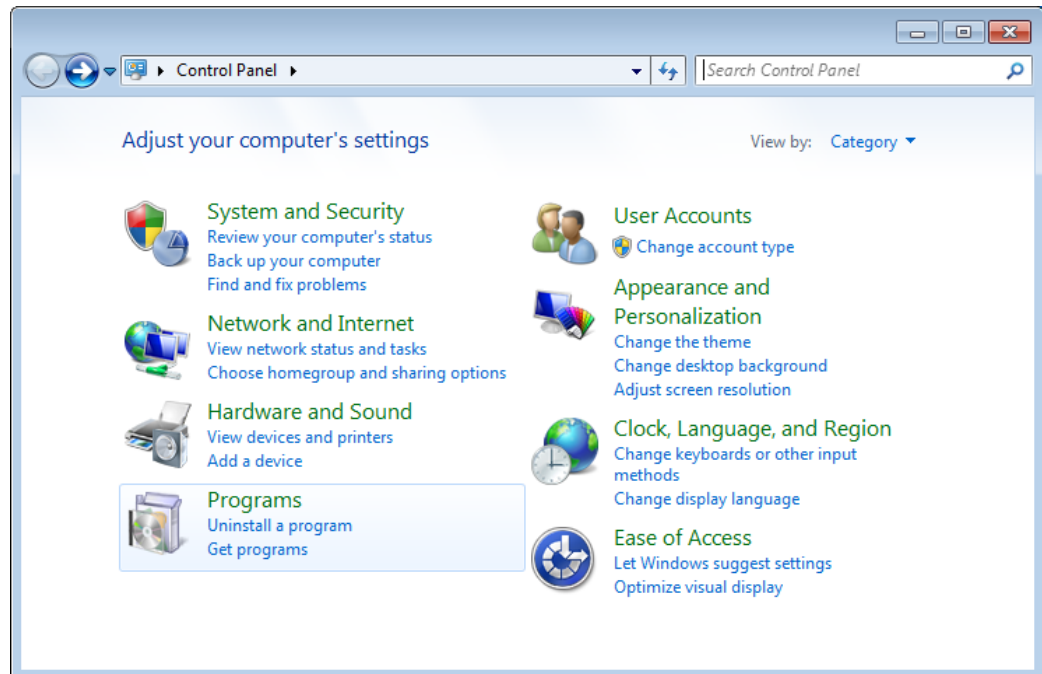 Control Panel
Search Control Panel
Adjust your computer's settings
View by: Category
System and Security
Review your computer's status
Back up your computer
Find and fix problems
Network and Internet
View network status and tasks
Choose homegroup and sharing options
Hardware and Sound
View devices and printers
Add a device
Programs
Uninstall a program
Get programs
User Accounts
Change account type
Appearance and
Personalization
Change the theme
Change desktop background
Adjust screen resolution
Clock, Language, and Region
Change keyboards or other input
methods
Change display language
Ease of Access
Let Windows suggest settings
Optimize visual display